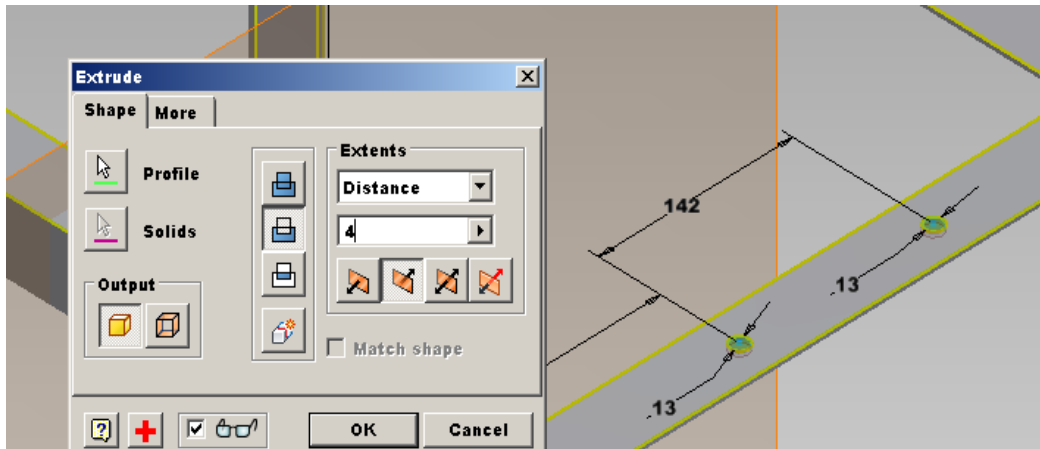 Extrude
Shape
More
Profile
Solids
Output
Extents
Distance
4
Match shape
OK
Cancel
142
13
13